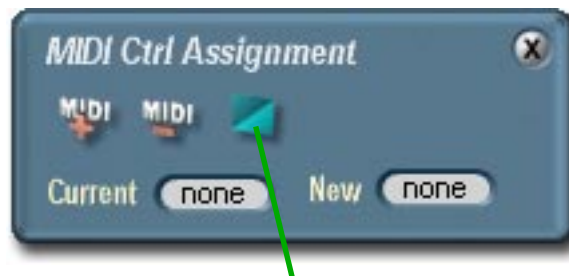 MIDI Ctrl Assignment X
MIDI + MIDI -
Current none New none